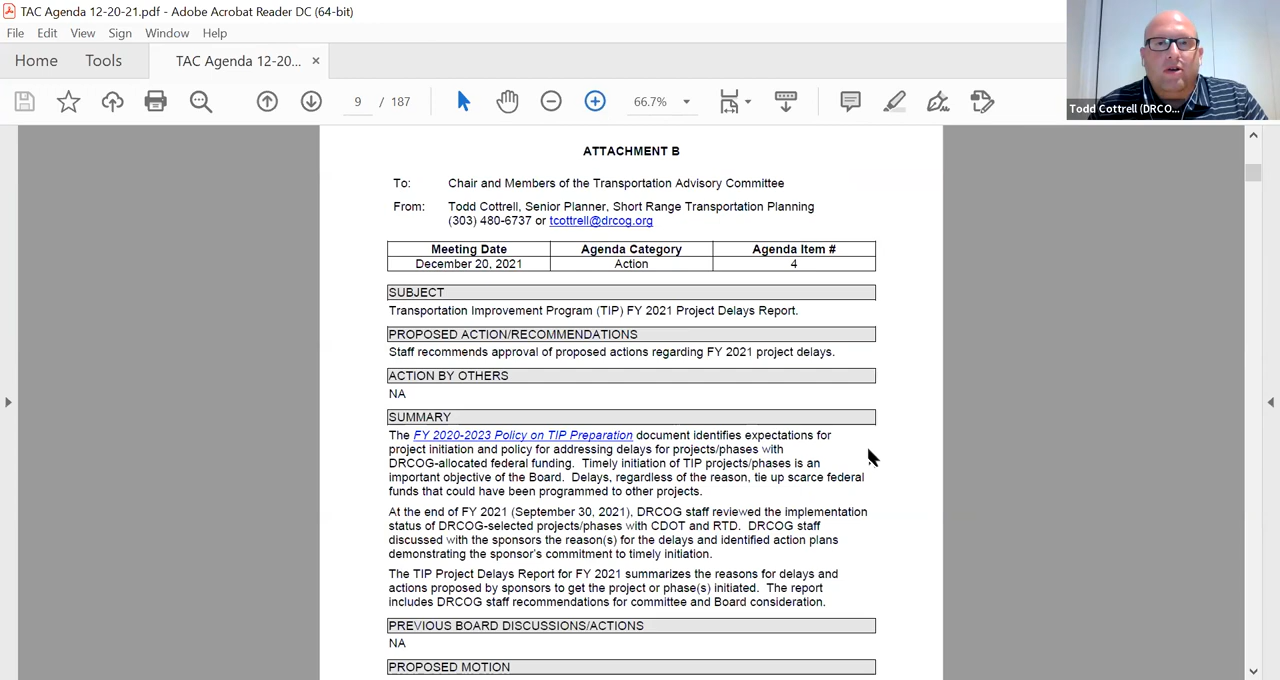 TAC Agenda 12-20-21.pdf - Adobe Acrobat Reader DC (64-bit)
File Edit View Sign Window Help
Home Tools TAC Agenda 12-20... ×
9 / 187 66.7%
Todd Cottrell (DRCO...
ATTACHMENT B
To: Chair and Members of the Transportation Advisory Committee
From: Todd Cottrell, Senior Planner, Short Range Transportation Planning
(303) 480-6737 or tcottrell@drcog.org
Meeting Date Agenda Category Agenda Item #
December 20, 2021 Action 4
SUBJECT
Transportation Improvement Program (TIP) FY 2021 Project Delays Report.
PROPOSED ACTION/RECOMMENDATIONS
Staff recommends approval of proposed actions regarding FY 2021 project delays.
ACTION BY OTHERS
NA
SUMMARY
The FY 2020-2023 Policy on TIP Preparation document identifies expectations for
project initiation and policy for addressing delays for projects/phases with
DRCOG-allocated federal funding. Timely initiation of TIP projects/phases is an
important objective of the Board. Delays, regardless of the reason, tie up scarce federal
funds that could have been programmed to other projects.
At the end of FY 2021 (September 30, 2021), DRCOG staff reviewed the implementation
status of DRCOG-selected projects/phases with CDOT and RTD. DRCOG staff
discussed with the sponsors the reason(s) for the delays and identified action plans
demonstrating the sponsor's commitment to timely initiation.
The TIP Project Delays Report for FY 2021 summarizes the reasons for delays and
actions proposed by sponsors to get the project or phase(s) initiated. The report
includes DRCOG staff recommendations for committee and Board consideration.
PREVIOUS BOARD DISCUSSIONS/ACTIONS
NA
PROPOSED MOTION